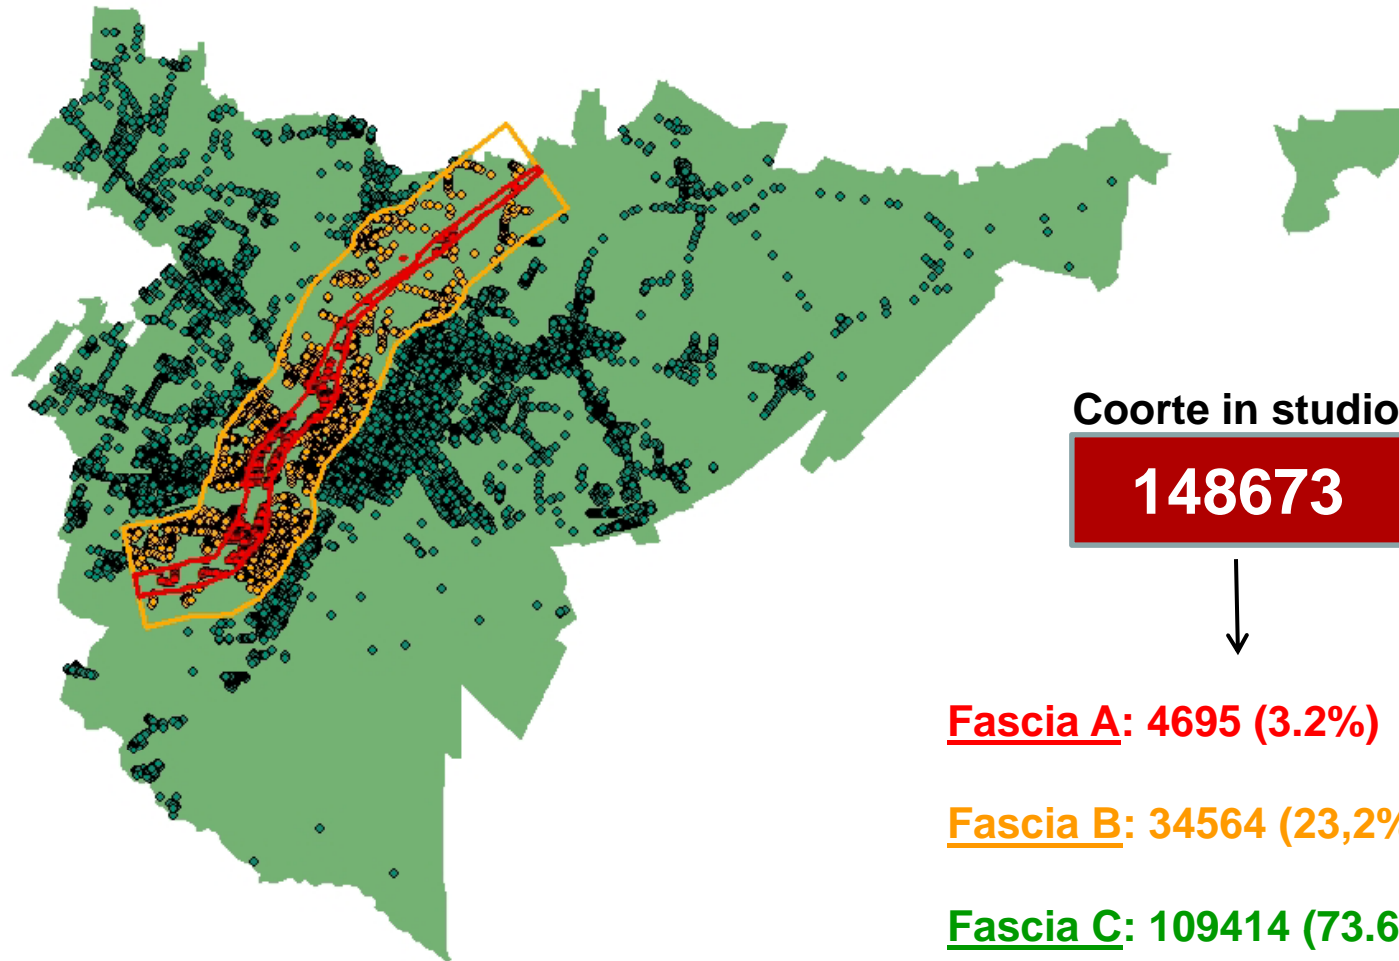 Coorte in studio
148673
Fascia A: 4695 (3.2%)
Fascia B: 34564 (23,2%
Fascia C: 109414 (73.6